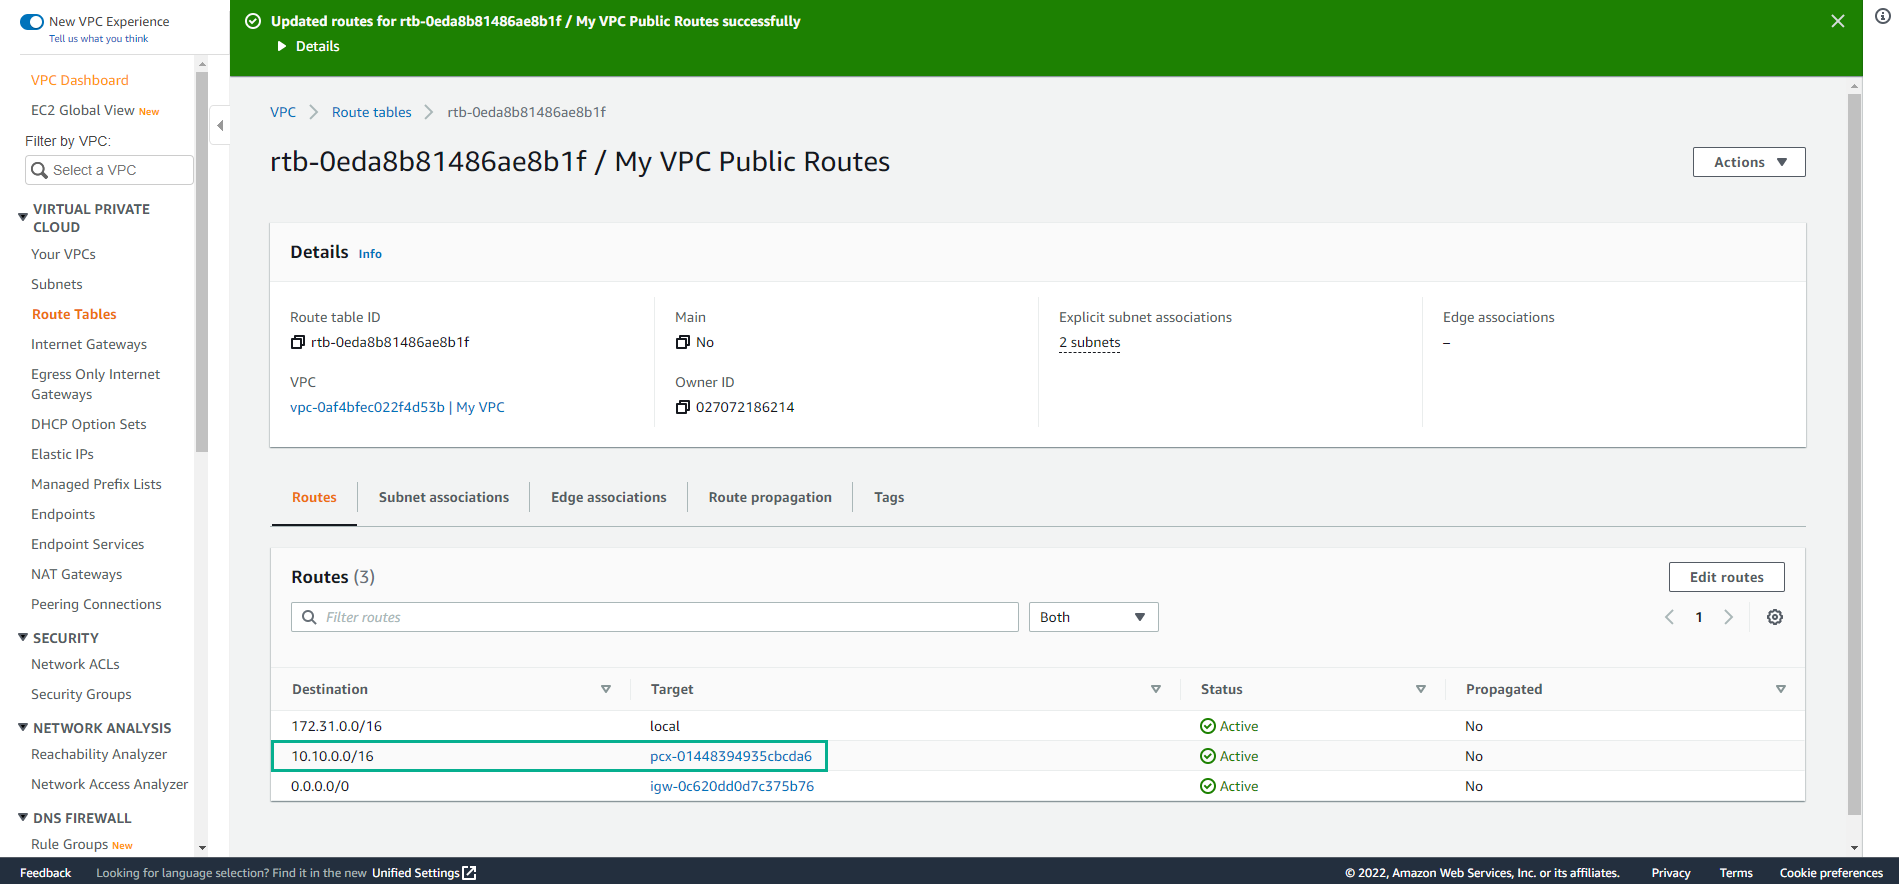 New VPC Experience
Tell us what you think
VPC Dashboard
EC2 Global View New
Filter by VPC:
Select a VPC
VIRTUAL PRIVATE
CLOUD
Your VPCs
Subnets
Route Tables
Internet Gateways
Egress Only Internet
Gateways
DHCP Option Sets
Elastic IPs
Managed Prefix Lists
Endpoints
Endpoint Services
NAT Gateways
Peering Connections
SECURITY
Network ACLs
Security Groups
NETWORK ANALYSIS
Reachability Analyzer
Network Access Analyzer
DNS FIREWALL
Rule Groups New
Updated routes for rtb-0eda8b81486ae8b1f / My VPC Public Routes successfully
Details
VPC Route tables rtb-0eda8b81486ae8b1f
rtb-0eda8b81486ae8b1f / My VPC Public Routes
Actions
Details Info
Route table ID
rtb-0eda8b81486ae8b1f
Main
No
Explicit subnet associations
2 subnets
Edge associations
–
VPC
vpc-0af4bfec022f4d53b | My VPC
Owner ID
027072186214
Routes Subnet associations Edge associations Route propagation Tags
Routes (3)
Edit routes
Filter routes
Both
1
Destination Target Status Propagated
172.31.0.0/16 local Active No
10.10.0.0/16 pcx-01448394935cbcda6 Active No
0.0.0.0/0 igw-0c620dd0d7c375b76 Active No
Feedback Looking for language selection? Find it in the new Unified Settings © 2022, Amazon Web Services, Inc. or its affiliates. Privacy Terms Cookie preferences